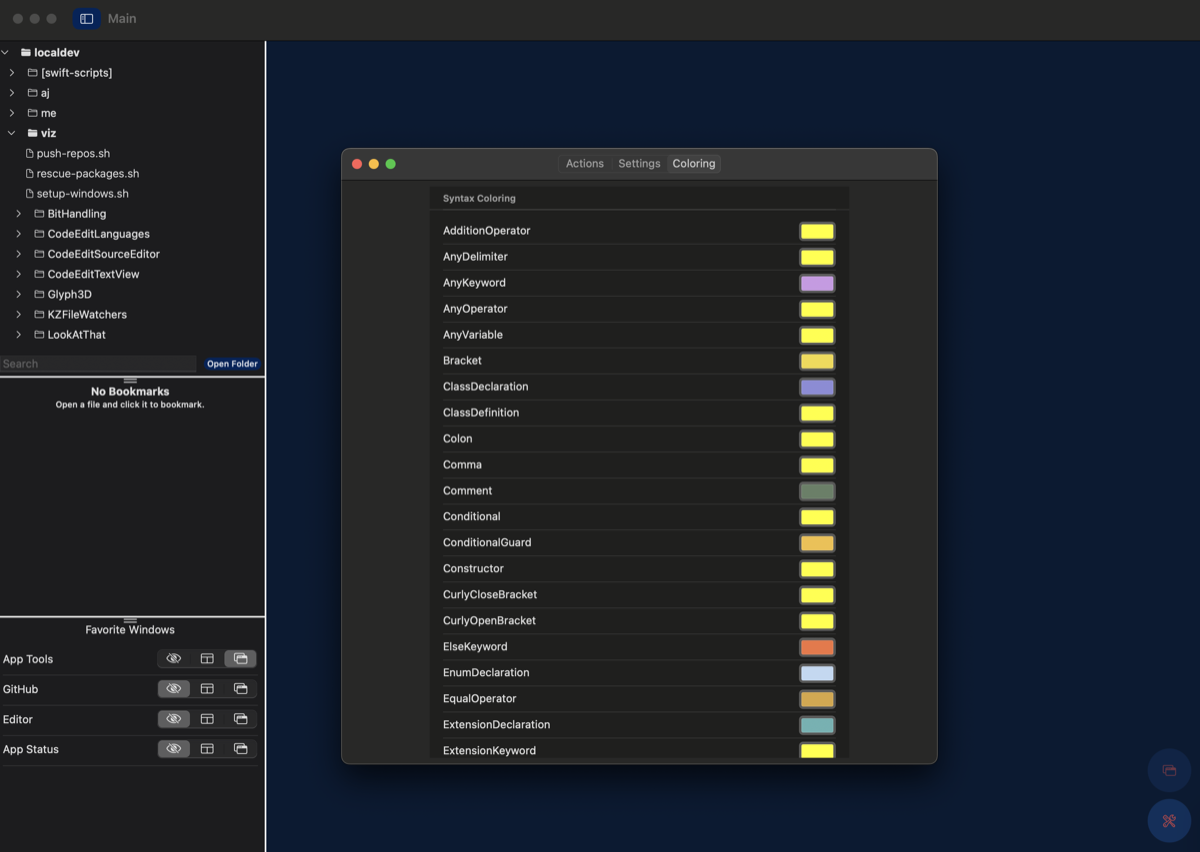 Main
localdev
[swift-scripts]
aj
me
viz
push-repos.sh
rescue-packages.sh
setup-windows.sh
BitHandling
CodeEditLanguages
CodeEditSourceEditor
CodeEditTextView
Glyph3D
KZFileWatchers
LookAtThat
Search Open Folder
No Bookmarks
Open a file and click it to bookmark.
Favorite Windows
App Tools
GitHub
Editor
App Status
Actions Settings Coloring
Syntax Coloring
AdditionOperator
AnyDelimiter
AnyKeyword
AnyOperator
AnyVariable
Bracket
ClassDeclaration
ClassDefinition
Colon
Comma
Comment
Conditional
ConditionalGuard
Constructor
CurlyCloseBracket
CurlyOpenBracket
ElseKeyword
EnumDeclaration
EqualOperator
ExtensionDeclaration
ExtensionKeyword